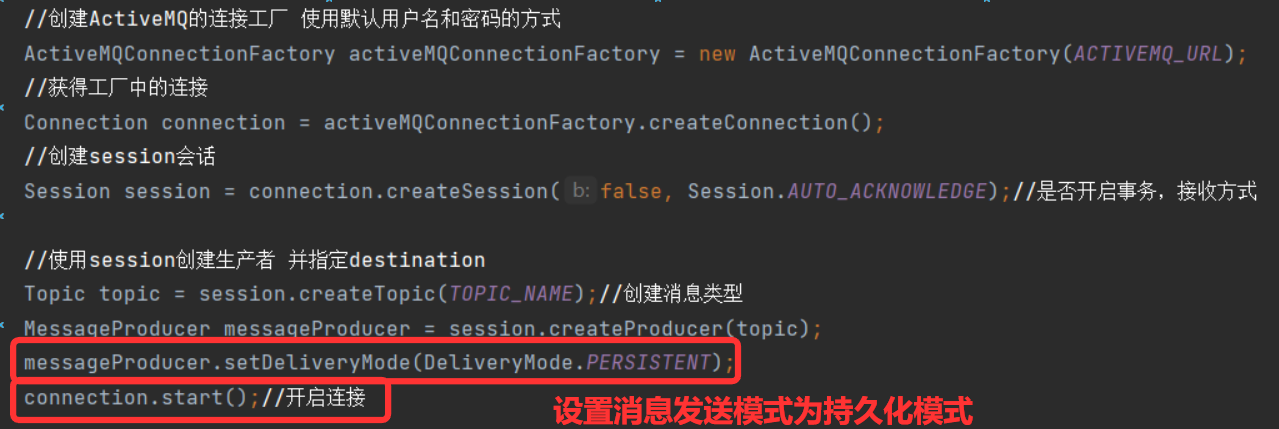 //创建ActiveMQ的连接工厂 使用默认用户名和密码的方式
ActiveMQConnectionFactory activeMQConnectionFactory = new ActiveMQConnectionFactory(ACTIVEMQ_URL);
//获得工厂中的连接
Connection connection = activeMQConnectionFactory.createConnection();
//创建session会话
Session session = connection.createSession( b: false, Session.AUTO_ACKNOWLEDGE);//是否开启事务，接收方式
//使用session创建生产者 并指定destination
Topic topic = session.createTopic(TOPIC_NAME);//创建消息类型
MessageProducer messageProducer = session.createProducer(topic);
messageProducer.setDeliveryMode(DeliveryMode.PERSISTENT);
connection.start();//开启连接
设置消息发送模式为持久化模式